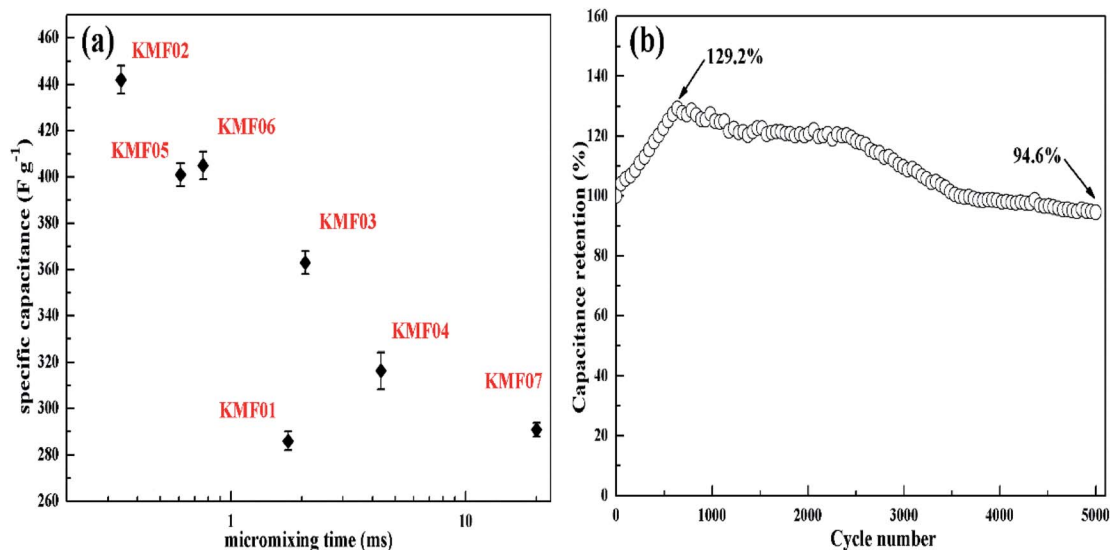 (a)
KMF02
KMF05
KMF06
KMF03
KMF04
KMF01
KMF07
460
440
420
400
380
360
340
320
300
280
260
specific capacitance (F g⁻¹)
1
10
micromixing time (ms)
(b)
129.2%
94.6%
160
140
120
100
80
60
40
20
0
Capacitance retention (%)
0
1000
2000
3000
4000
5000
Cycle number